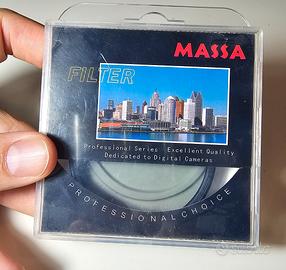 MASSA
FILTER
Professional Series Excellent Quality
Dedicated to Digital Cameras
PROFESSIONAL CHOICE